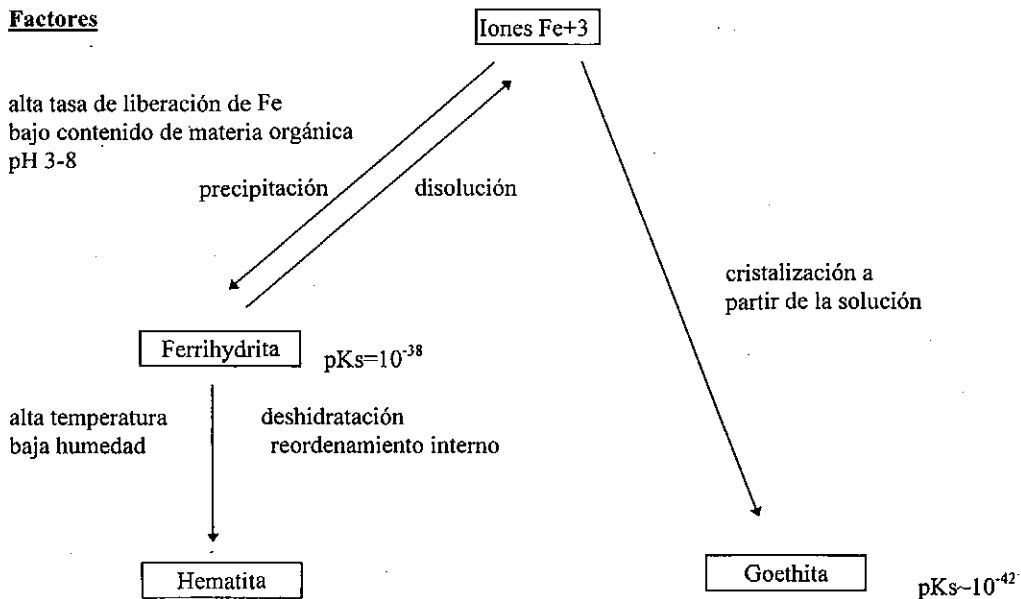 Factores
Iones Fe+3
alta tasa de liberación de Fe
bajo contenido de materia orgánica
pH 3-8
precipitación
disolución
cristalización a
partir de la solución
Ferrihydrita
pKs=10⁻³⁸
alta temperatura
baja humedad
deshidratación
reordenamiento interno
Hematita
Goethita
pKs~10⁻⁴²